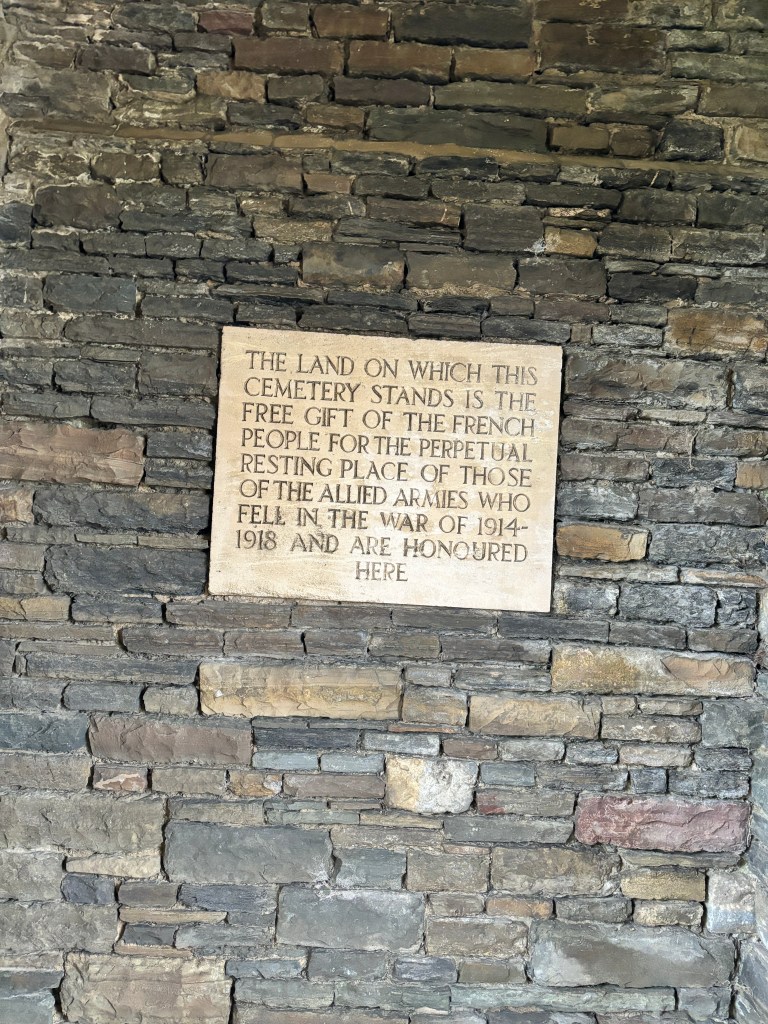 THE LAND ON WHICH THIS
CEMETERY STANDS IS THE
FREE GIFT OF THE FRENCH
PEOPLE FOR THE PERPETUAL
RESTING PLACE OF THOSE
OF THE ALLIED ARMIES WHO
FELL IN THE WAR OF 1914-
1918 AND ARE HONOURED
HERE